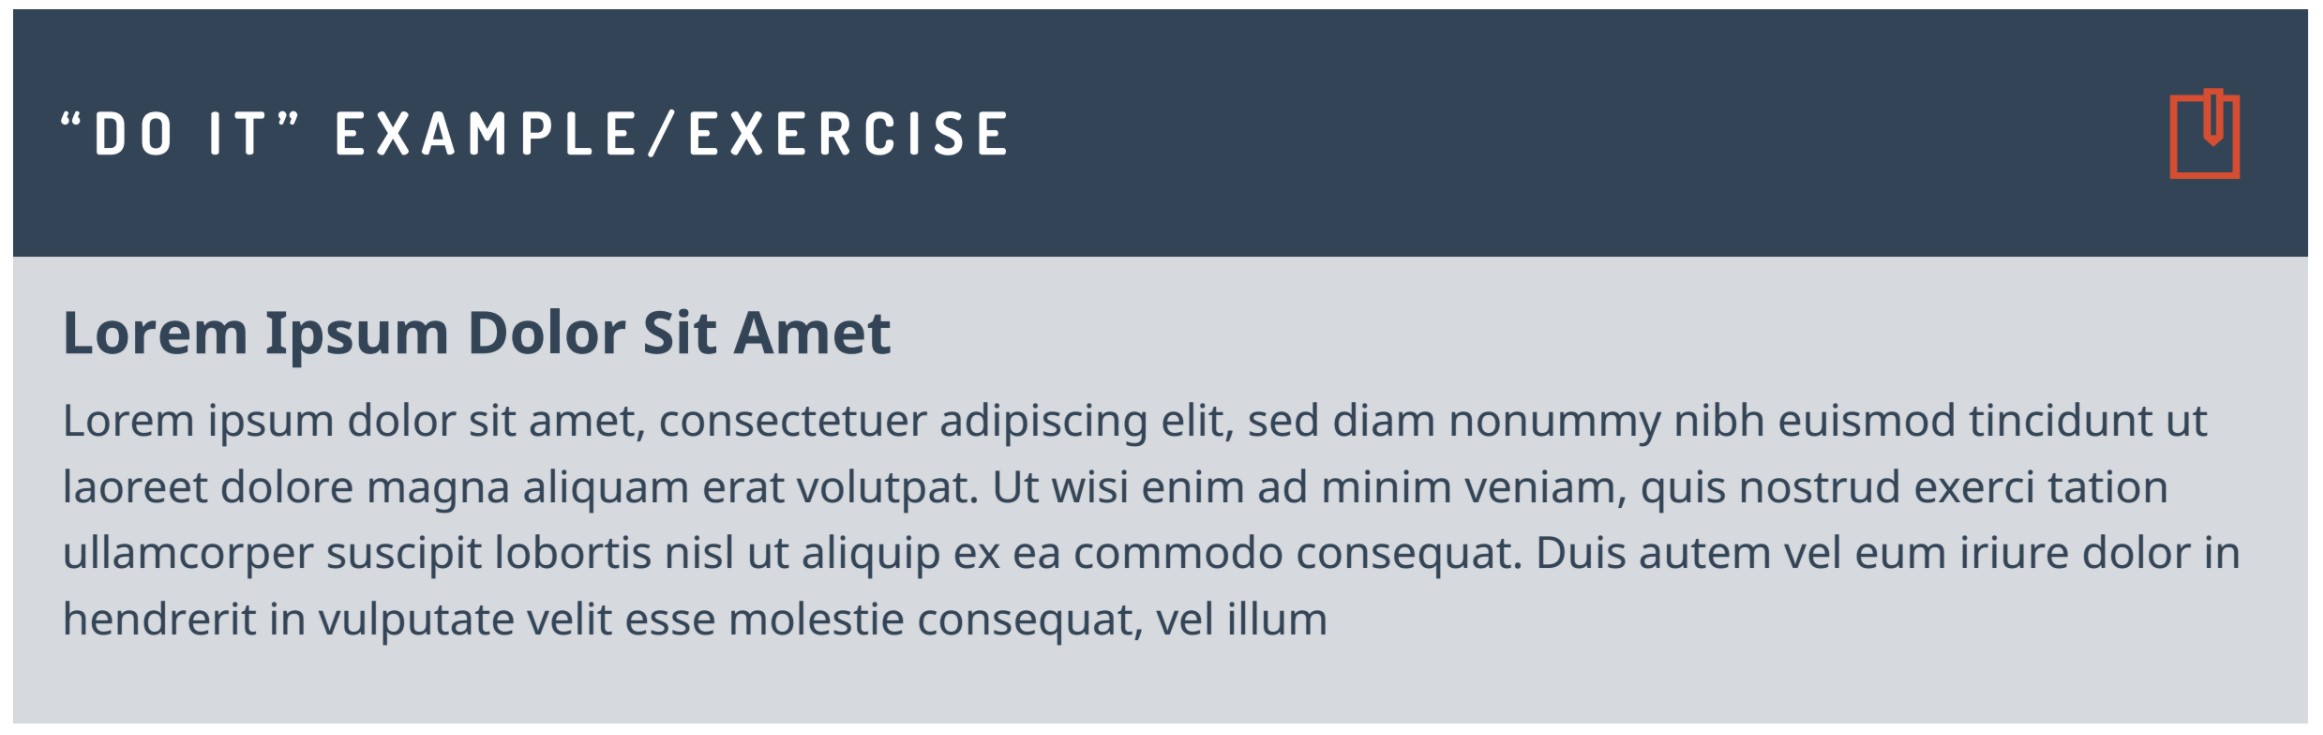 “DO IT” EXAMPLE/EXERCISE
Lorem Ipsum Dolor Sit Amet
Lorem ipsum dolor sit amet, consectetuer adipiscing elit, sed diam nonummy nibh euismod tincidunt ut
laoreet dolore magna aliquam erat volutpat. Ut wisi enim ad minim veniam, quis nostrud exerci tation
ullamcorper suscipit lobortis nisl ut aliquip ex ea commodo consequat. Duis autem vel eum iriure dolor in
hendrerit in vulputate velit esse molestie consequat, vel illum